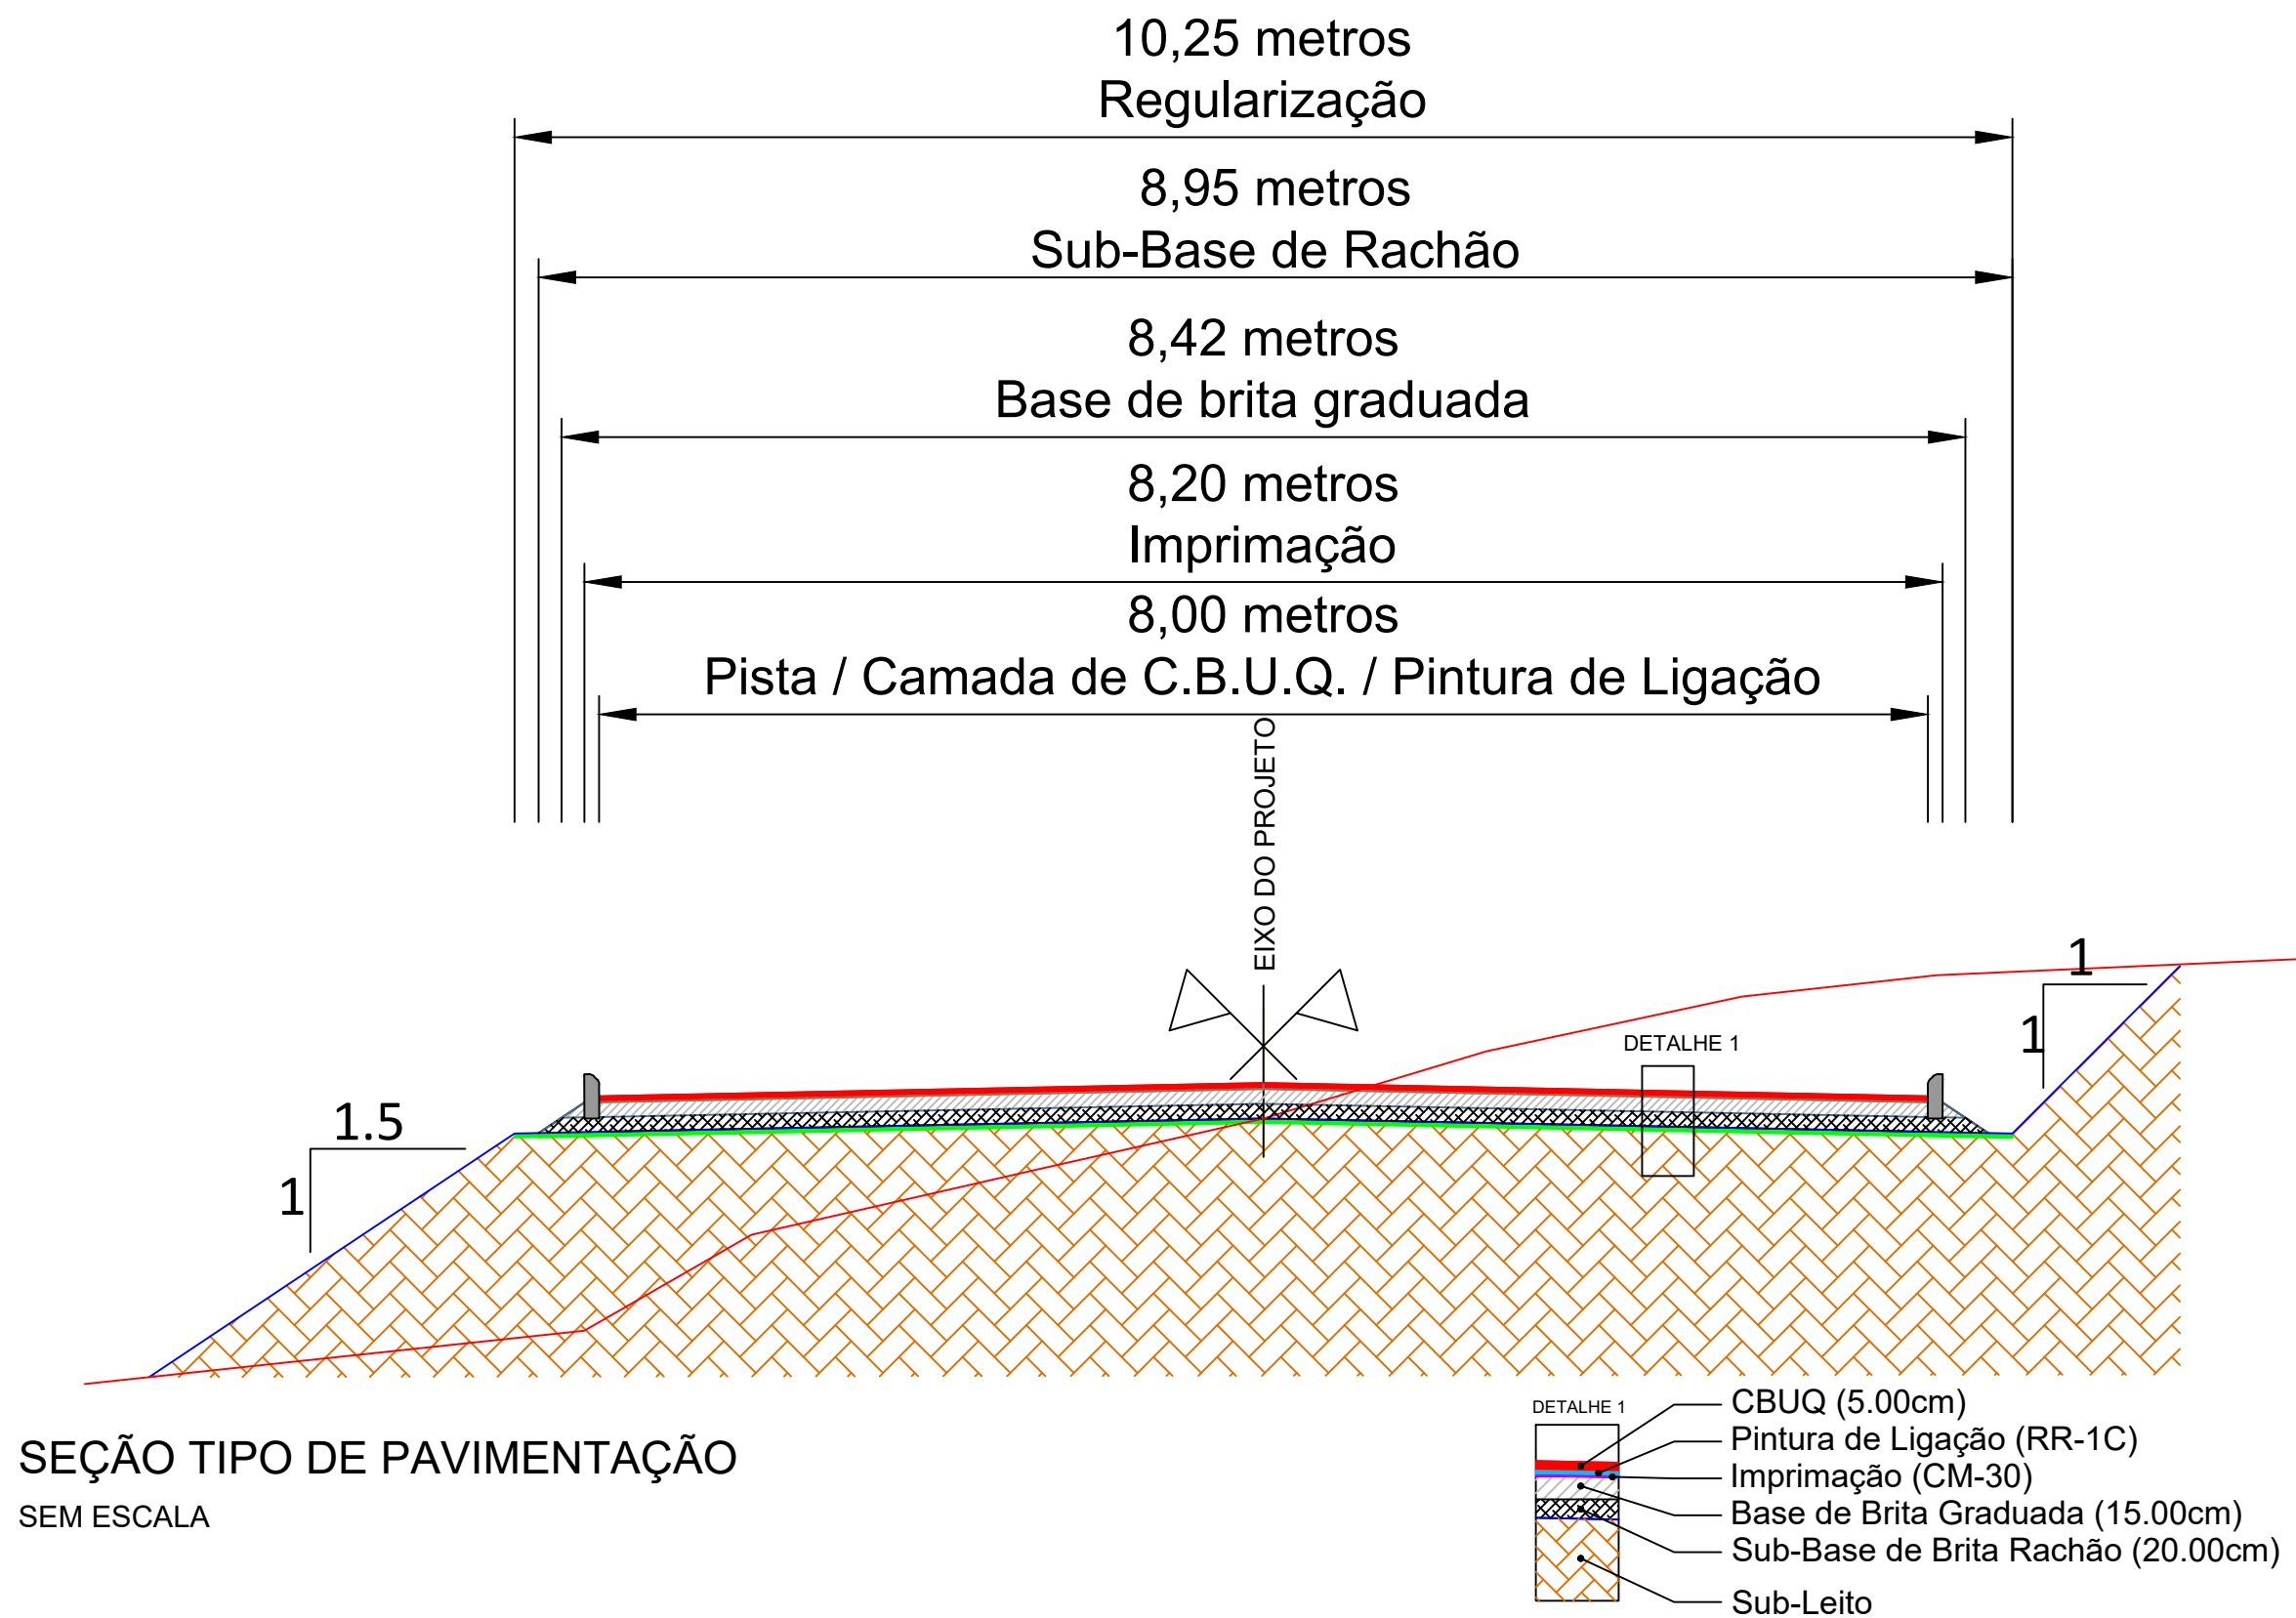 10,25 metros
Regularização
8,95 metros
Sub-Base de Rachão
8,42 metros
Base de brita graduada
8,20 metros
Imprimação
8,00 metros
Pista / Camada de C.B.U.Q. / Pintura de Ligação
EIXO DO PROJETO
1
1
DETALHE 1
1.5
1
DETALHE 1
CBUQ (5.00cm)
Pintura de Ligação (RR-1C)
Imprimação (CM-30)
Base de Brita Graduada (15.00cm)
Sub-Base de Brita Rachão (20.00cm)
Sub-Leito
SEÇÃO TIPO DE PAVIMENTAÇÃO
SEM ESCALA